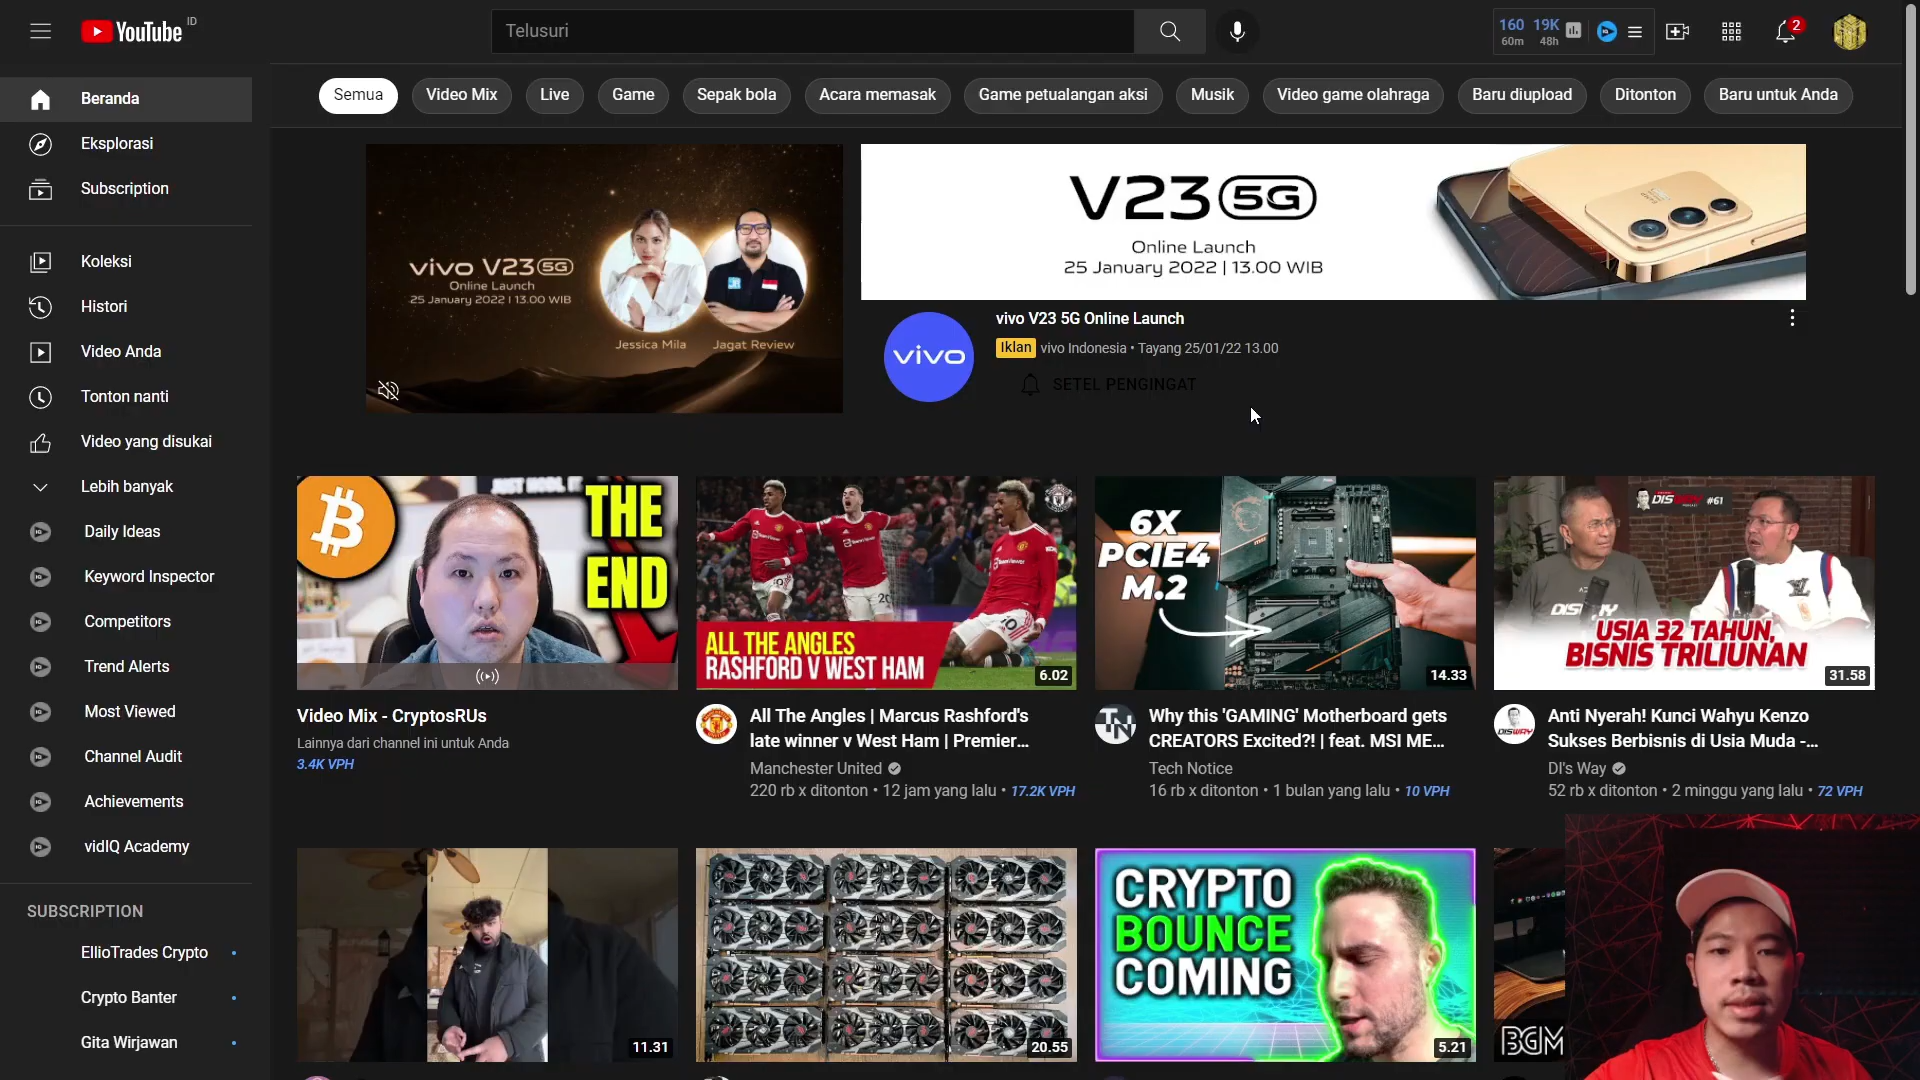 YouTube ID
Telusuri
160 19K
60m 48h
2
Beranda
Eksplorasi
Subscription
Koleksi
Histori
Video Anda
Tonton nanti
Video yang disukai
Lebih banyak
Daily Ideas
Keyword Inspector
Competitors
Trend Alerts
Most Viewed
Channel Audit
Achievements
vidIQ Academy
SUBSCRIPTION
EllioTrades Crypto
Crypto Banter
Gita Wirjawan
Semua Video Mix Live Game Sepak bola Acara memasak Game petualangan aksi Musik Video game olahraga Baru diupload Ditonton Baru untuk Anda
vivo V23 5G
Online Launch
25 January 2022 | 13.00 WIB
Jessica Mila Jagat Review
V23 5G
Online Launch
25 January 2022 | 13.00 WIB
vivo
vivo V23 5G Online Launch
Iklan vivo Indonesia • Tayang 25/01/22 13.00
SETEL PENGINGAT
THE
END
Video Mix - CryptosRUs
Lainnya dari channel ini untuk Anda
3.4K VPH
ALL THE ANGLES
RASHFORD V WEST HAM
6.02
All The Angles | Marcus Rashford's
late winner v West Ham | Premier...
Manchester United
220 rb x ditonton • 12 jam yang lalu • 17.2K VPH
6X
PCIE4
M.2
14.33
TN
Why this 'GAMING' Motherboard gets
CREATORS Excited?! | feat. MSI ME...
Tech Notice
16 rb x ditonton • 1 bulan yang lalu • 10 VPH
DISWAY #61
USIA 32 TAHUN,
BISNIS TRILIUNAN
31.58
DISWAY
Anti Nyerah! Kunci Wahyu Kenzo
Sukses Berbisnis di Usia Muda -...
DI's Way
52 rb x ditonton • 2 minggu yang lalu • 72 VPH
11.31
20.55
CRYPTO
BOUNCE
COMING
5.21
BGM